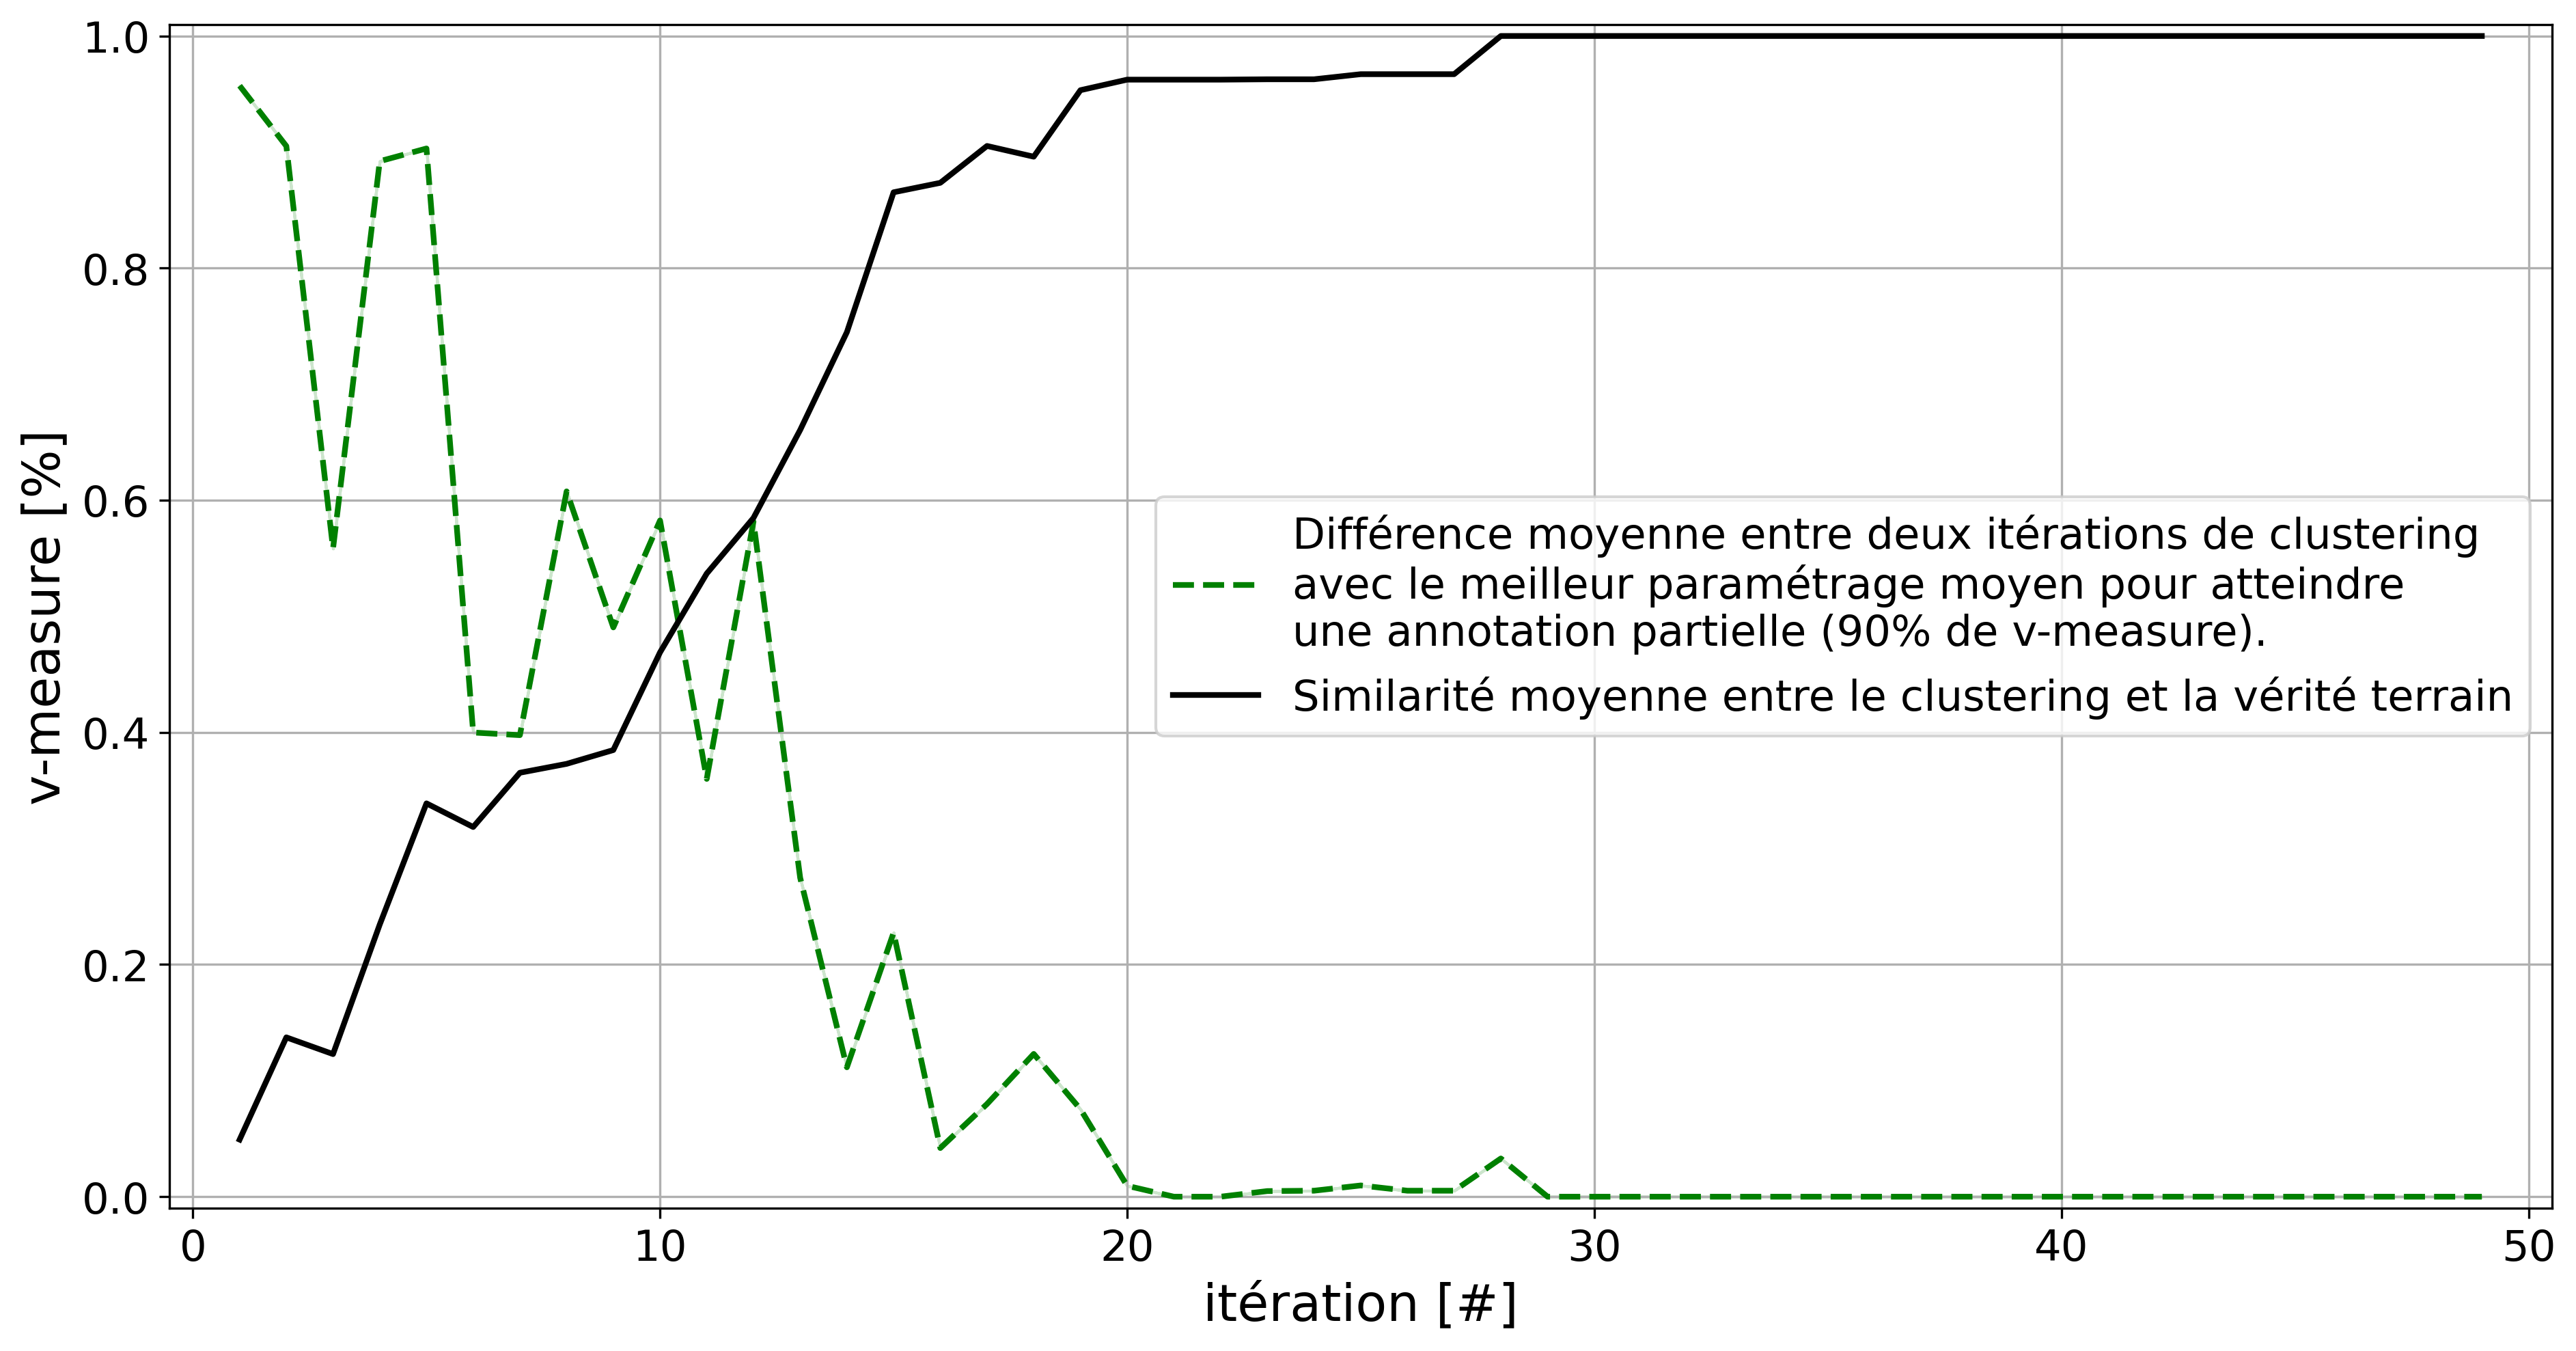 1.0
0.8
0.6
0.4
0.2
0.0
v-measure [%]
0
10
20
30
40
50
itération [#]
Différence moyenne entre deux itérations de clustering
avec le meilleur paramétrage moyen pour atteindre
une annotation partielle (90% de v-measure).
Similarité moyenne entre le clustering et la vérité terrain